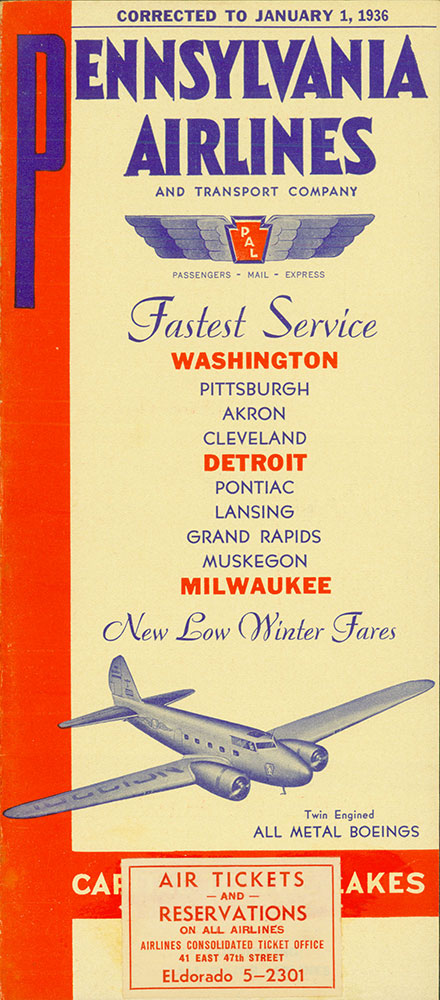 CORRECTED TO JANUARY 1, 1936
PENNSYLVANIA
AIRLINES
AND TRANSPORT COMPANY
PAL
PASSENGERS - MAIL - EXPRESS
Fastest Service
WASHINGTON
PITTSBURGH
AKRON
CLEVELAND
DETROIT
PONTIAC
LANSING
GRAND RAPIDS
MUSKEGON
MILWAUKEE
New Low Winter Fares
Twin Engined
ALL METAL BOEINGS
CAP AKES
AIR TICKETS
— AND —
RESERVATIONS
ON ALL AIRLINES
AIRLINES CONSOLIDATED TICKET OFFICE
41 EAST 47th STREET
ELdorado 5-2301